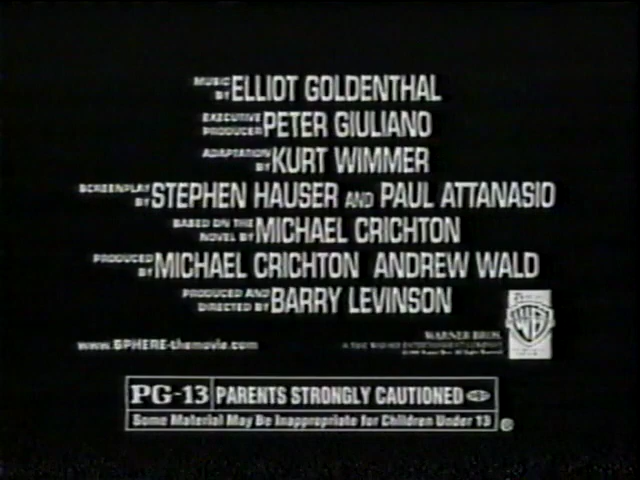 MUSIC BY ELLIOT GOLDENTHAL
EXECUTIVE PRODUCER PETER GIULIANO
ADAPTATION BY KURT WIMMER
SCREENPLAY BY STEPHEN HAUSER AND PAUL ATTANASIO
BASED ON THE NOVEL BY MICHAEL CRICHTON
PRODUCED BY MICHAEL CRICHTON ANDREW WALD
PRODUCED AND DIRECTED BY BARRY LEVINSON
www.SPHERE-themovie.com
WARNER BROS.
A TIME WARNER ENTERTAINMENT COMPANY
PG-13 PARENTS STRONGLY CAUTIONED
Some Material May Be Inappropriate for Children Under 13 ®